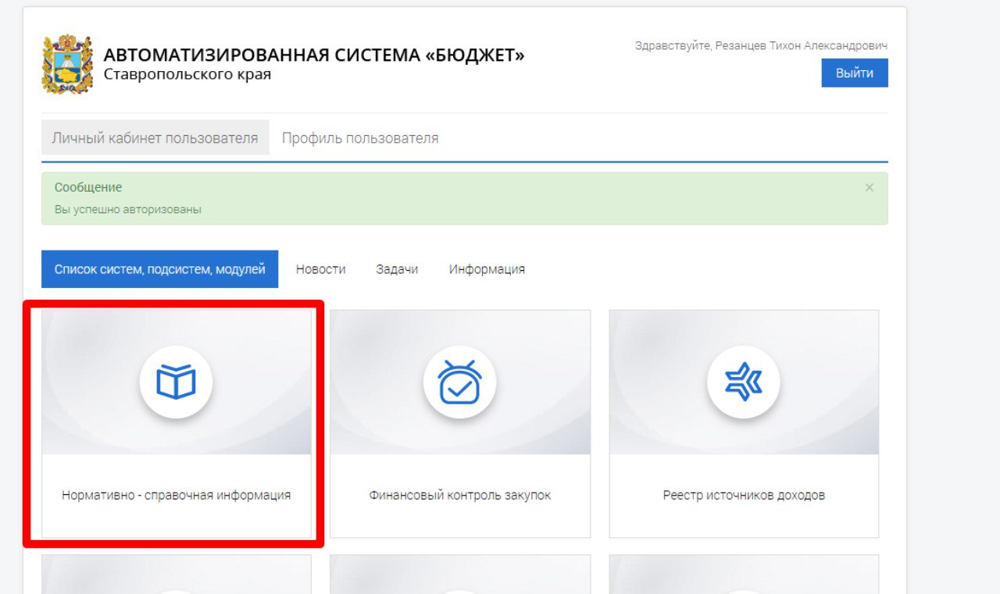 АВТОМАТИЗИРОВАННАЯ СИСТЕМА «БЮДЖЕТ»
Ставропольского края
Здравствуйте, Резанцев Тихон Александрович
Выйти
Личный кабинет пользователя
Профиль пользователя
Сообщение
×
Вы успешно авторизованы
Список систем, подсистем, модулей
Новости
Задачи
Информация
Нормативно - справочная информация
Финансовый контроль закупок
Реестр источников доходов